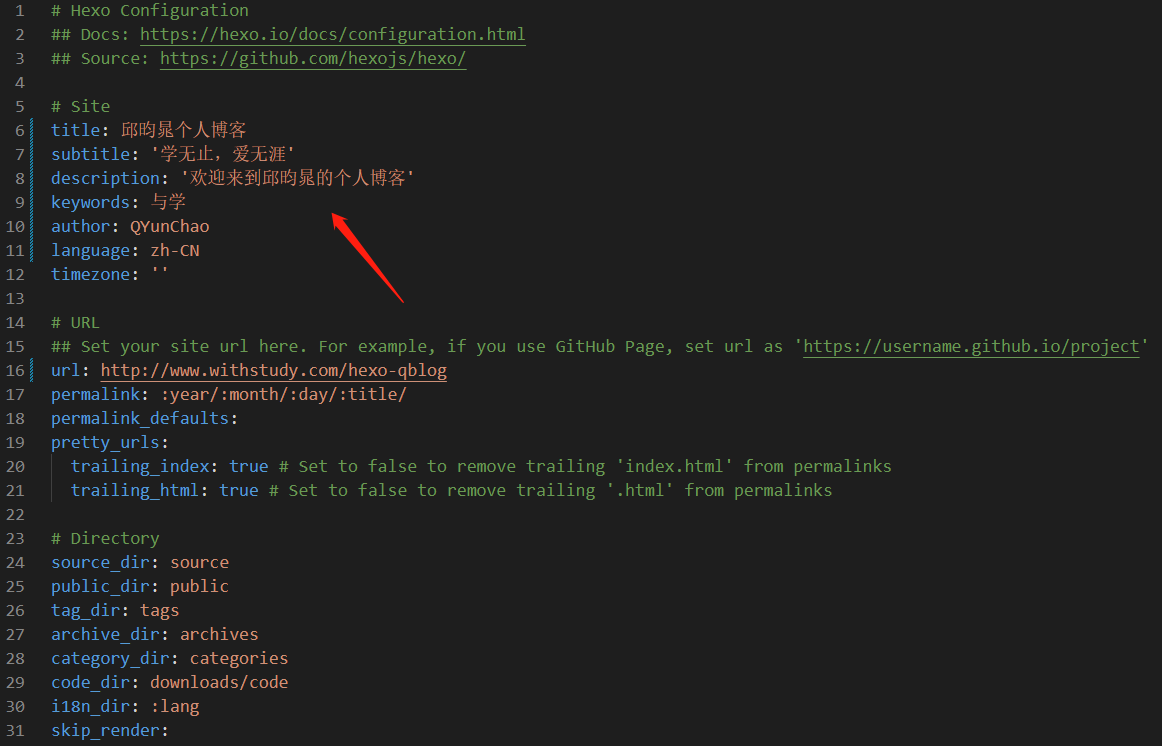 1 # Hexo Configuration
2 ## Docs: https://hexo.io/docs/configuration.html
3 ## Source: https://github.com/hexojs/hexo/
4
5 # Site
6 title: 邱昀晁个人博客
7 subtitle: '学无止，爱无涯'
8 description: '欢迎来到邱昀晁的个人博客'
9 keywords: 与学
10 author: QYunChao
11 language: zh-CN
12 timezone: ''
13
14 # URL
15 ## Set your site url here. For example, if you use GitHub Page, set url as 'https://username.github.io/project'
16 url: http://www.withstudy.com/hexo-qblog
17 permalink: :year/:month/:day/:title/
18 permalink_defaults:
19 pretty_urls:
20 trailing_index: true # Set to false to remove trailing 'index.html' from permalinks
21 trailing_html: true # Set to false to remove trailing '.html' from permalinks
22
23 # Directory
24 source_dir: source
25 public_dir: public
26 tag_dir: tags
27 archive_dir: archives
28 category_dir: categories
29 code_dir: downloads/code
30 i18n_dir: :lang
31 skip_render: